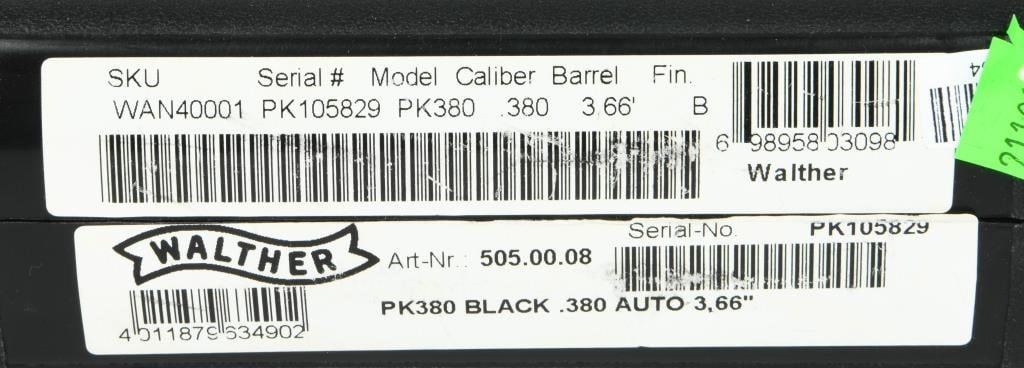 SKU Serial # Model Caliber Barrel Fin.
WAN40001 PK105829 PK380 .380 3.66' B
6 98958 03098
Walther
WALTHER
Art-Nr.: 505.00.08
Serial-No. PK105829
4 011879 634902
PK380 BLACK .380 AUTO 3,66"